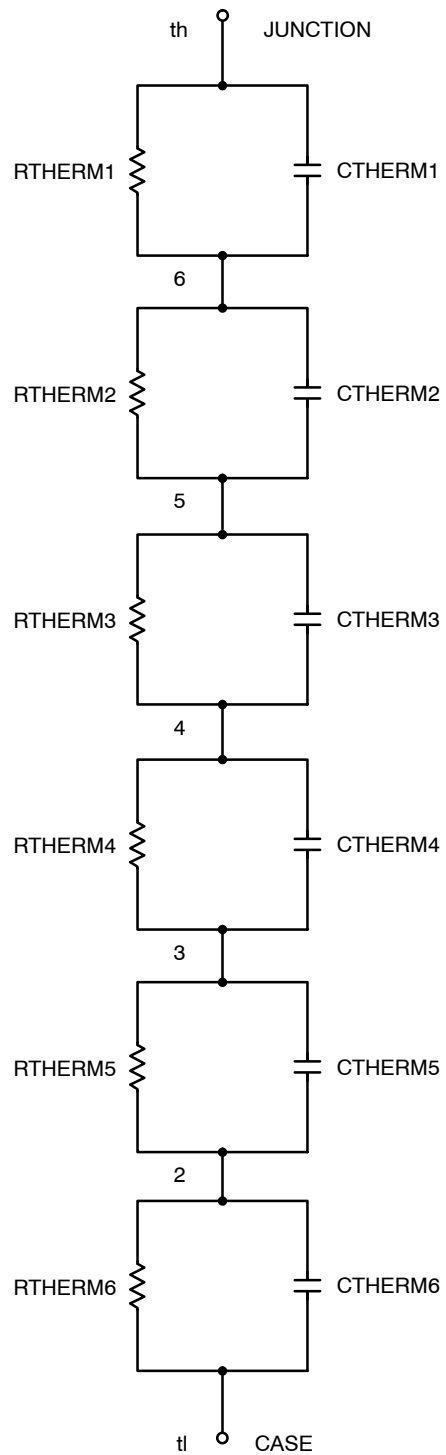 th JUNCTION
RTHERM1 CTHERM1
6
RTHERM2 CTHERM2
5
RTHERM3 CTHERM3
4
RTHERM4 CTHERM4
3
RTHERM5 CTHERM5
2
RTHERM6 CTHERM6
tl CASE